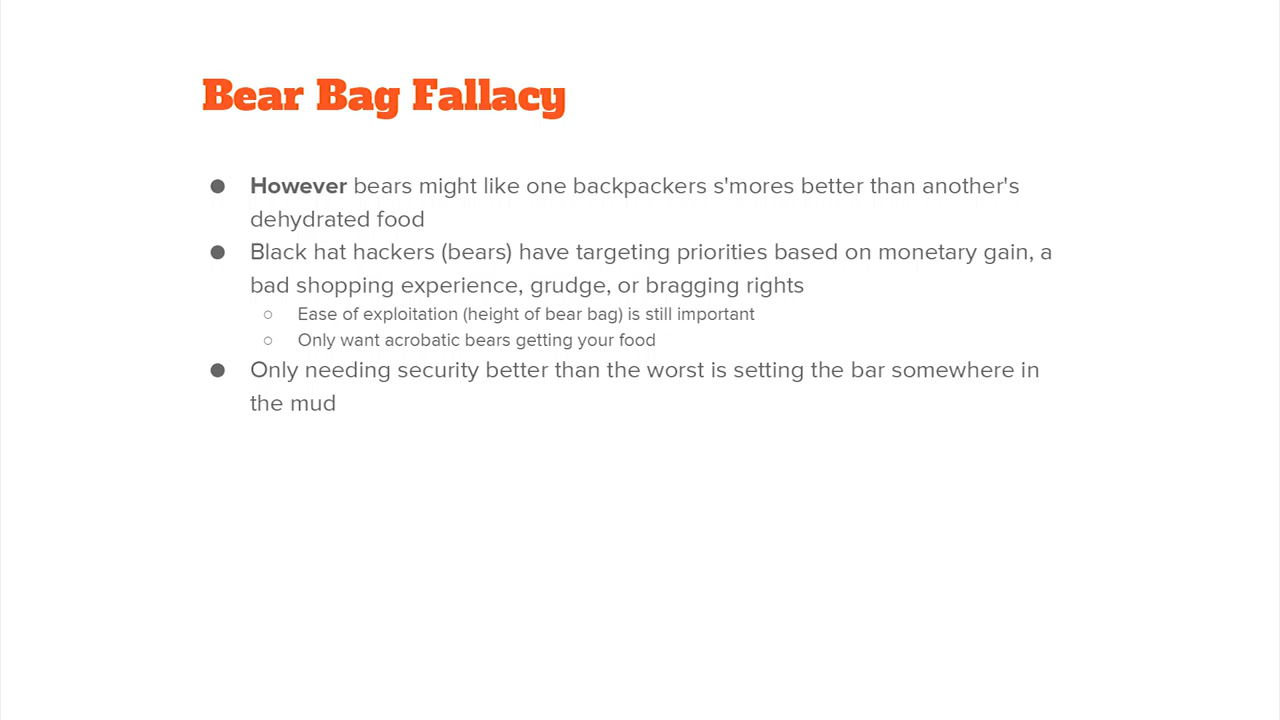 Bear Bag Fallacy
● However bears might like one backpackers s'mores better than another's
dehydrated food
● Black hat hackers (bears) have targeting priorities based on monetary gain, a
bad shopping experience, grudge, or bragging rights
○ Ease of exploitation (height of bear bag) is still important
○ Only want acrobatic bears getting your food
● Only needing security better than the worst is setting the bar somewhere in
the mud